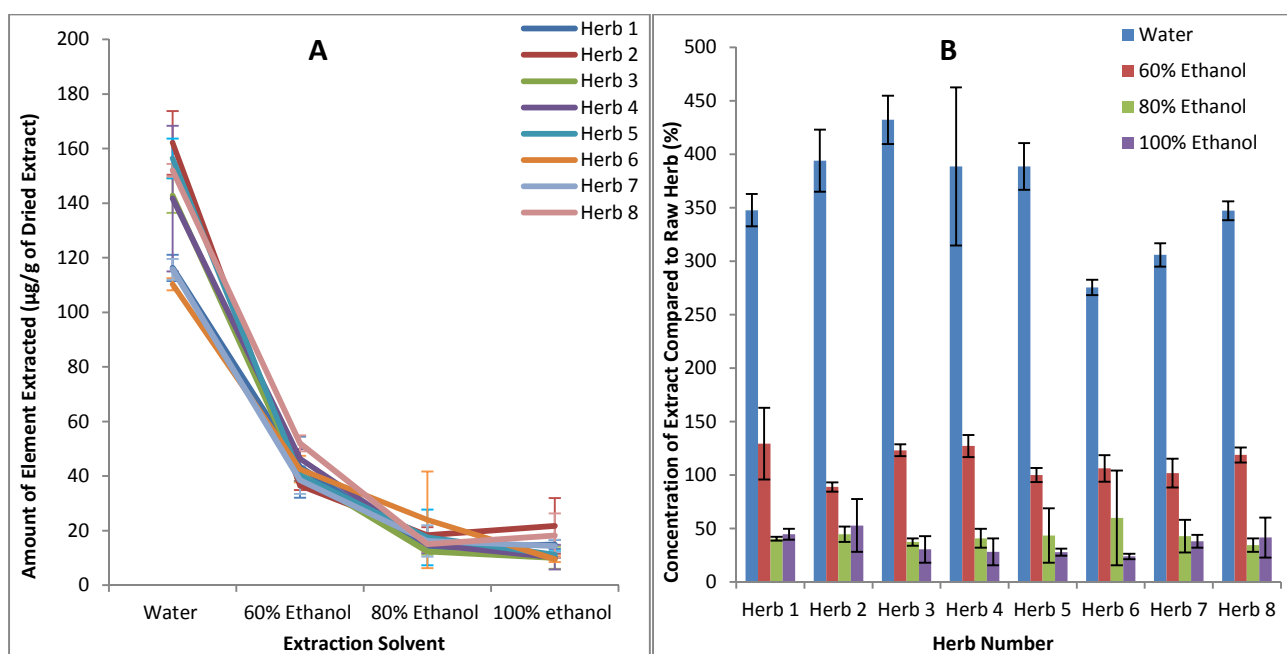 A
Amount of Element Extracted (µg/g of Dried Extract)
200
180
160
140
120
100
80
60
40
20
0
Water
60% Ethanol
80% Ethanol
100% ethanol
Extraction Solvent
Herb 1
Herb 2
Herb 3
Herb 4
Herb 5
Herb 6
Herb 7
Herb 8
B
Concentration of Extract Compared to Raw Herb (%)
500
450
400
350
300
250
200
150
100
50
0
Herb 1
Herb 2
Herb 3
Herb 4
Herb 5
Herb 6
Herb 7
Herb 8
Herb Number
Water
60% Ethanol
80% Ethanol
100% Ethanol